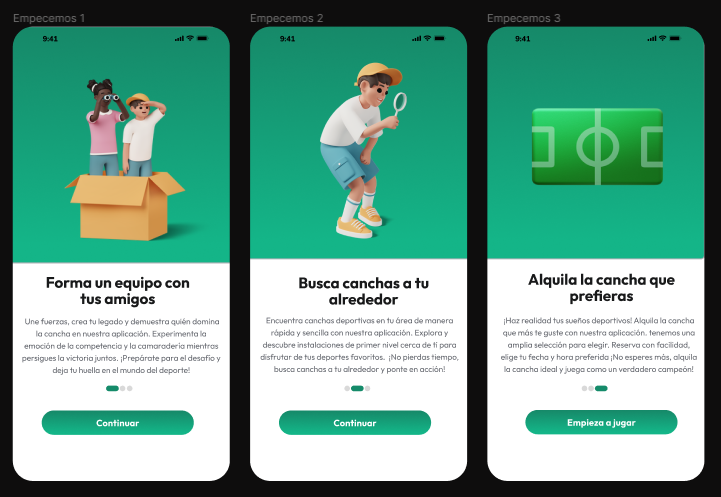 Empecemos 1
9:41
Forma un equipo con
tus amigos
Une fuerzas, crea tu legado y demuestra quién domina
la cancha en nuestra aplicación. Experimenta la
emoción de la competencia y la camaradería mientras
persigues la victoria juntos. ¡Prepárate para el desafío y
deja tu huella en el mundo del deporte!
Continuar
Empecemos 2
9:41
Busca canchas a tu
alrededor
Encuentra canchas deportivas en tu área de manera
rápida y sencilla con nuestra aplicación. Explora y
descubre instalaciones de primer nivel cerca de ti para
disfrutar de tus deportes favoritos. ¡No pierdas tiempo,
busca canchas a tu alrededor y ponte en acción!
Continuar
Empecemos 3
9:41
Alquila la cancha que
prefieras
¡Haz realidad tus sueños deportivos! Alquila la cancha
que más te guste con nuestra aplicación. tenemos una
amplia selección para elegir. Reserva con facilidad,
elige tu fecha y hora preferida ¡No esperes más, alquila
la cancha ideal y juega como un verdadero campeón!
Empieza a jugar